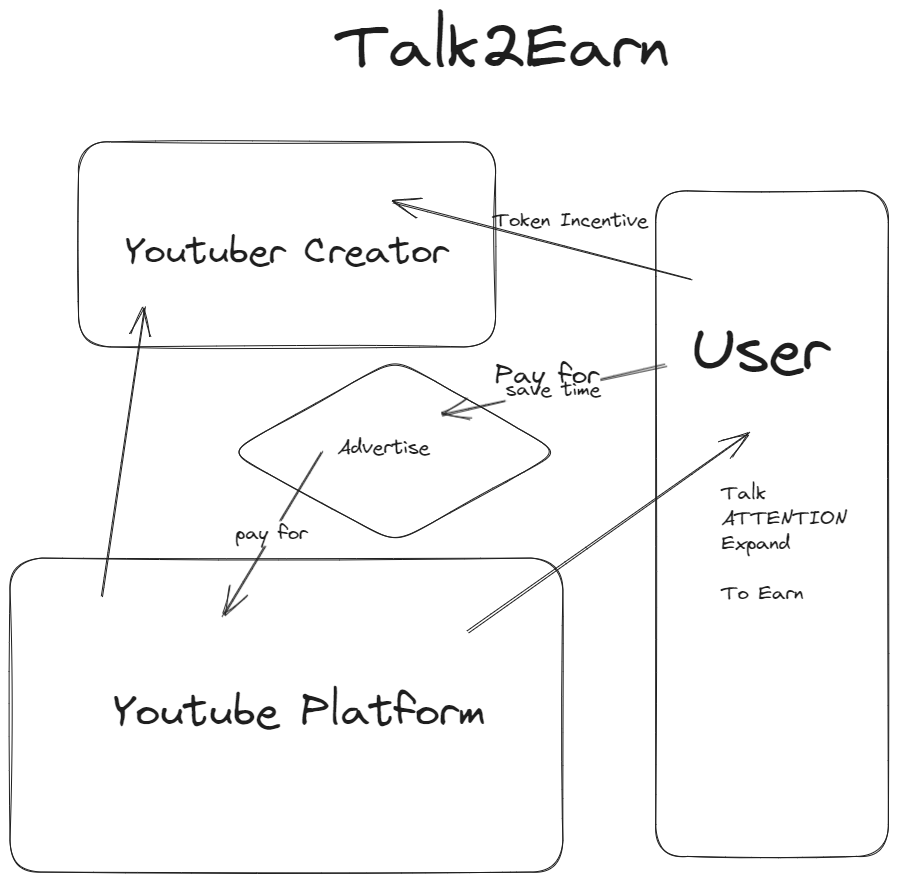 Talk2Earn
Youtuber Creator
Token Incentive
User
Pay for
save time
Advertise
pay for
Talk
ATTENTION
Expand
To Earn
Youtube Platform